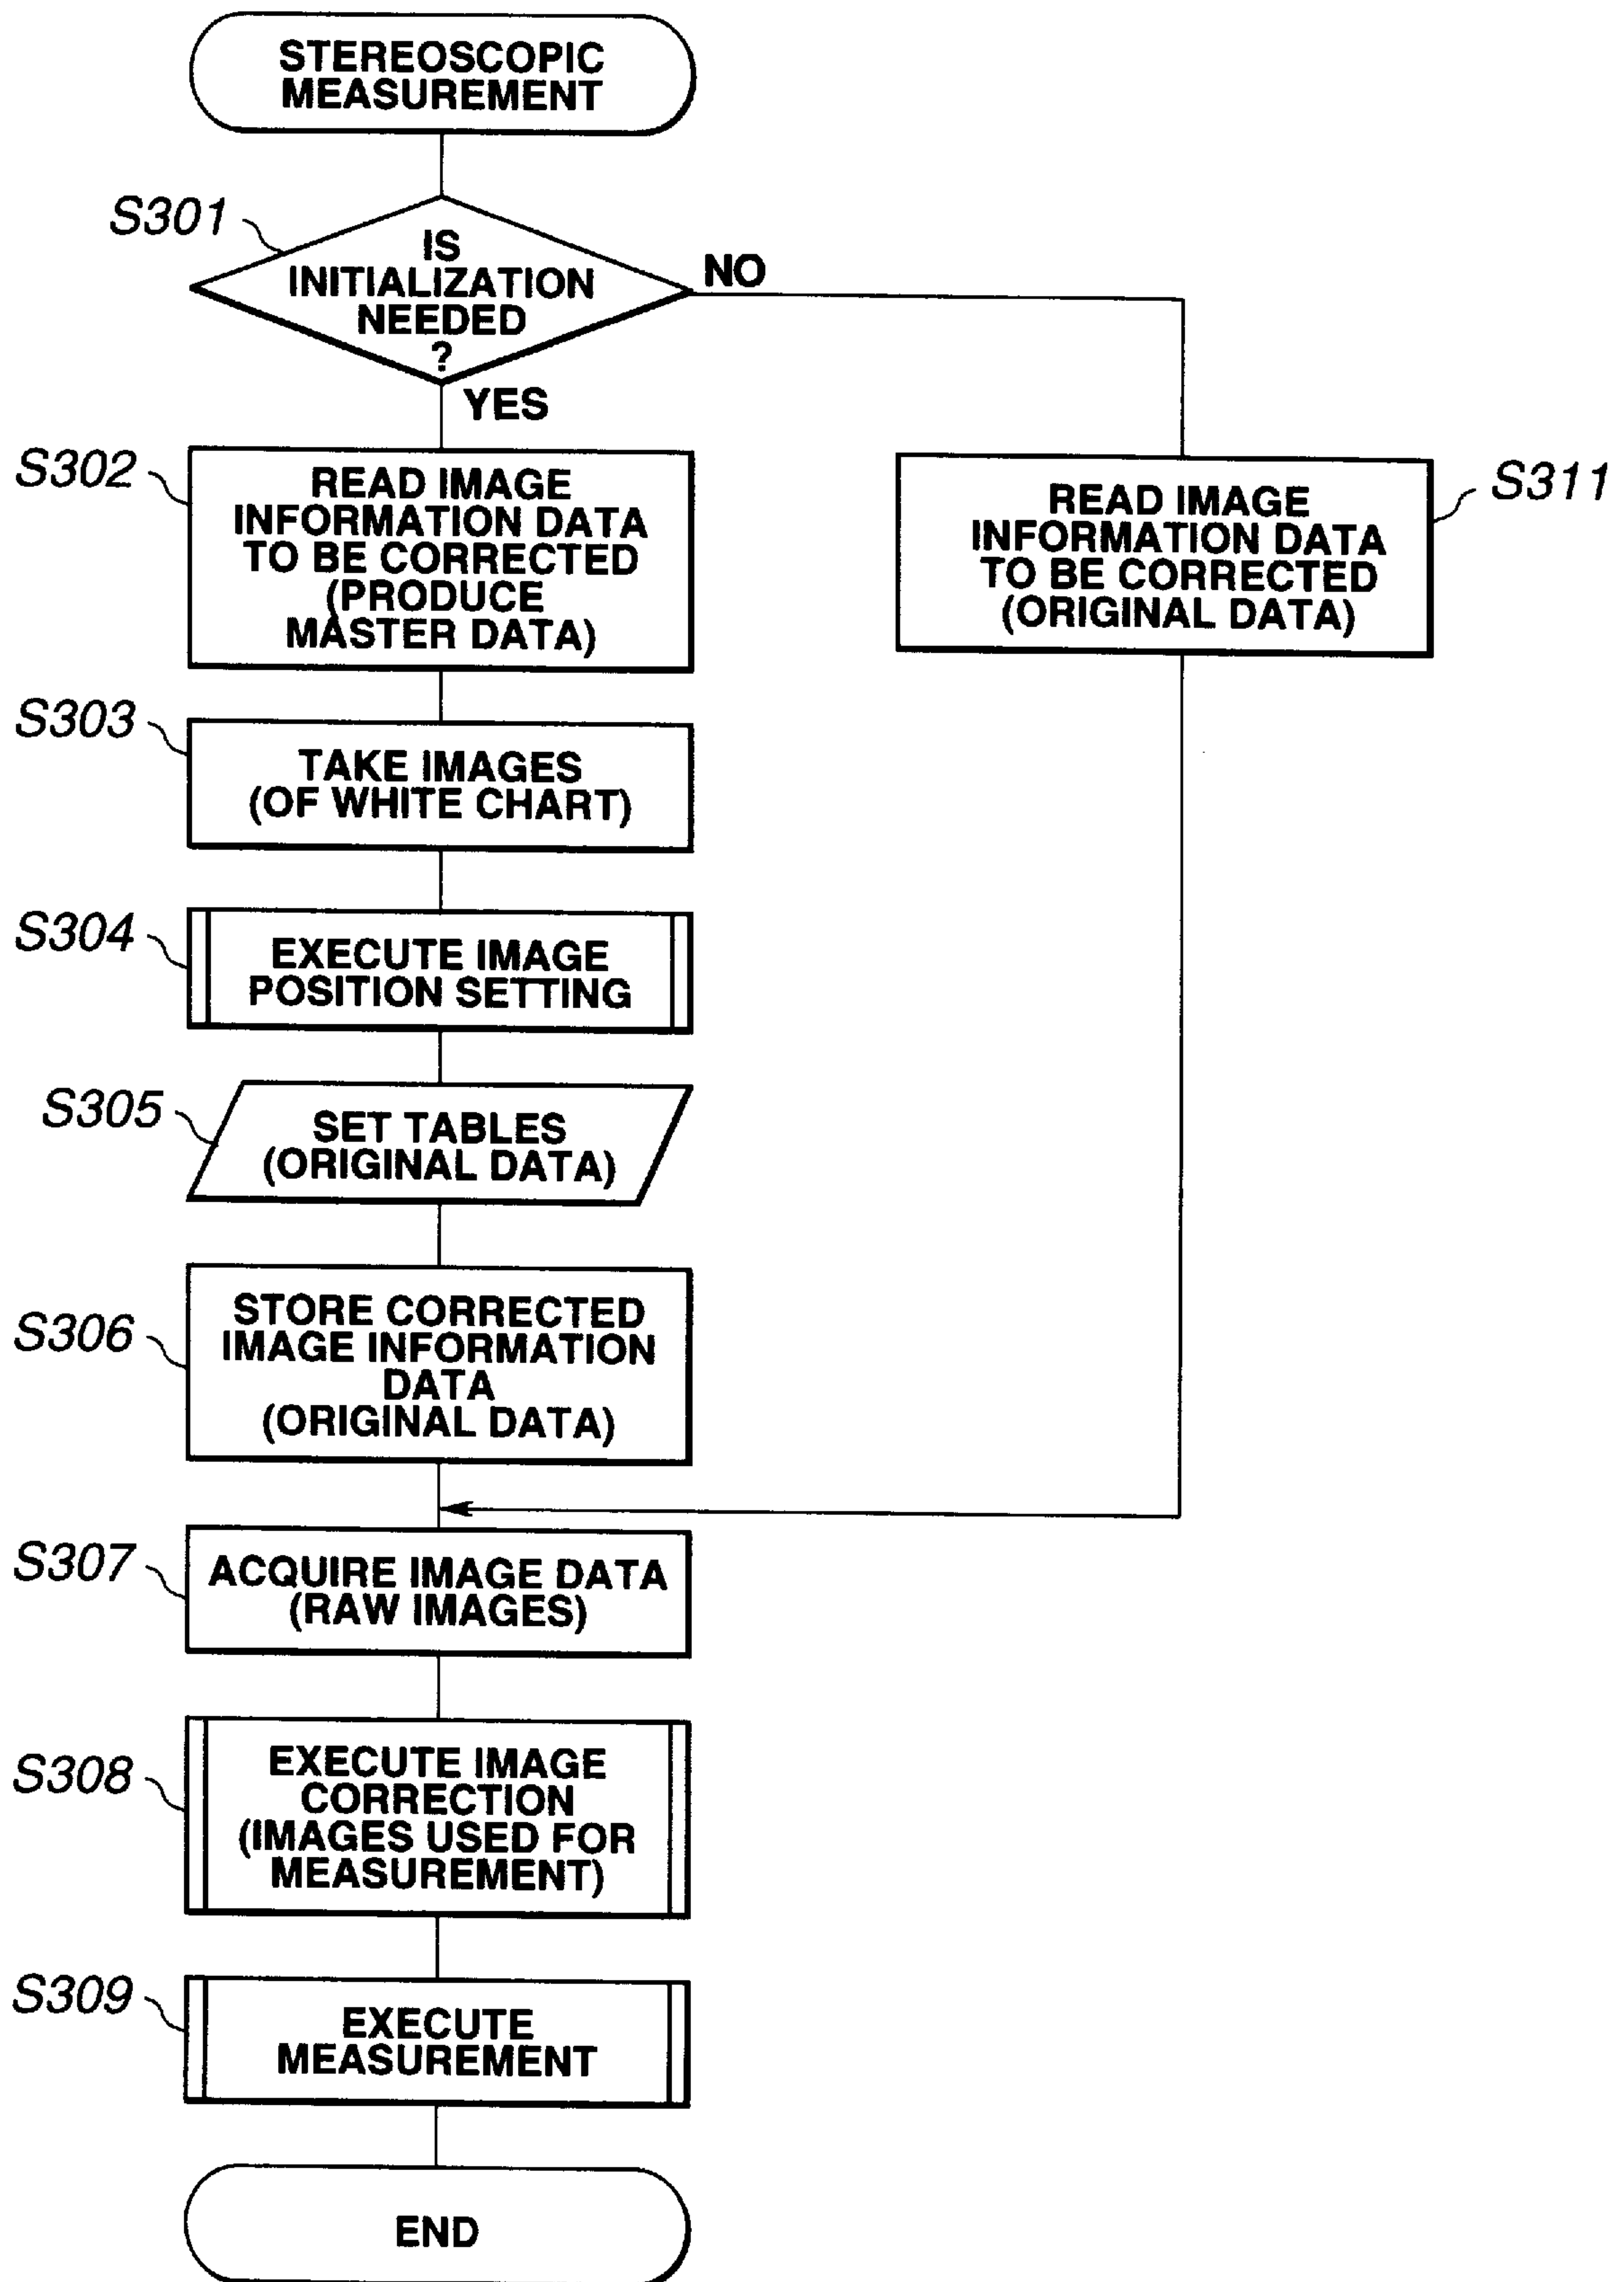 STEREOSCOPIC
MEASUREMENT
S301
IS
INITIALIZATION
NEEDED
?
NO
YES
S302
READ IMAGE
INFORMATION DATA
TO BE CORRECTED
(PRODUCE
MASTER DATA)
S311
READ IMAGE
INFORMATION DATA
TO BE CORRECTED
(ORIGINAL DATA)
S303
TAKE IMAGES
(OF WHITE CHART)
S304
EXECUTE IMAGE
POSITION SETTING
S305
SET TABLES
(ORIGINAL DATA)
S306
STORE CORRECTED
IMAGE INFORMATION
DATA
(ORIGINAL DATA)
S307
ACQUIRE IMAGE DATA
(RAW IMAGES)
S308
EXECUTE IMAGE
CORRECTION
(IMAGES USED FOR
MEASUREMENT)
S309
EXECUTE
MEASUREMENT
END